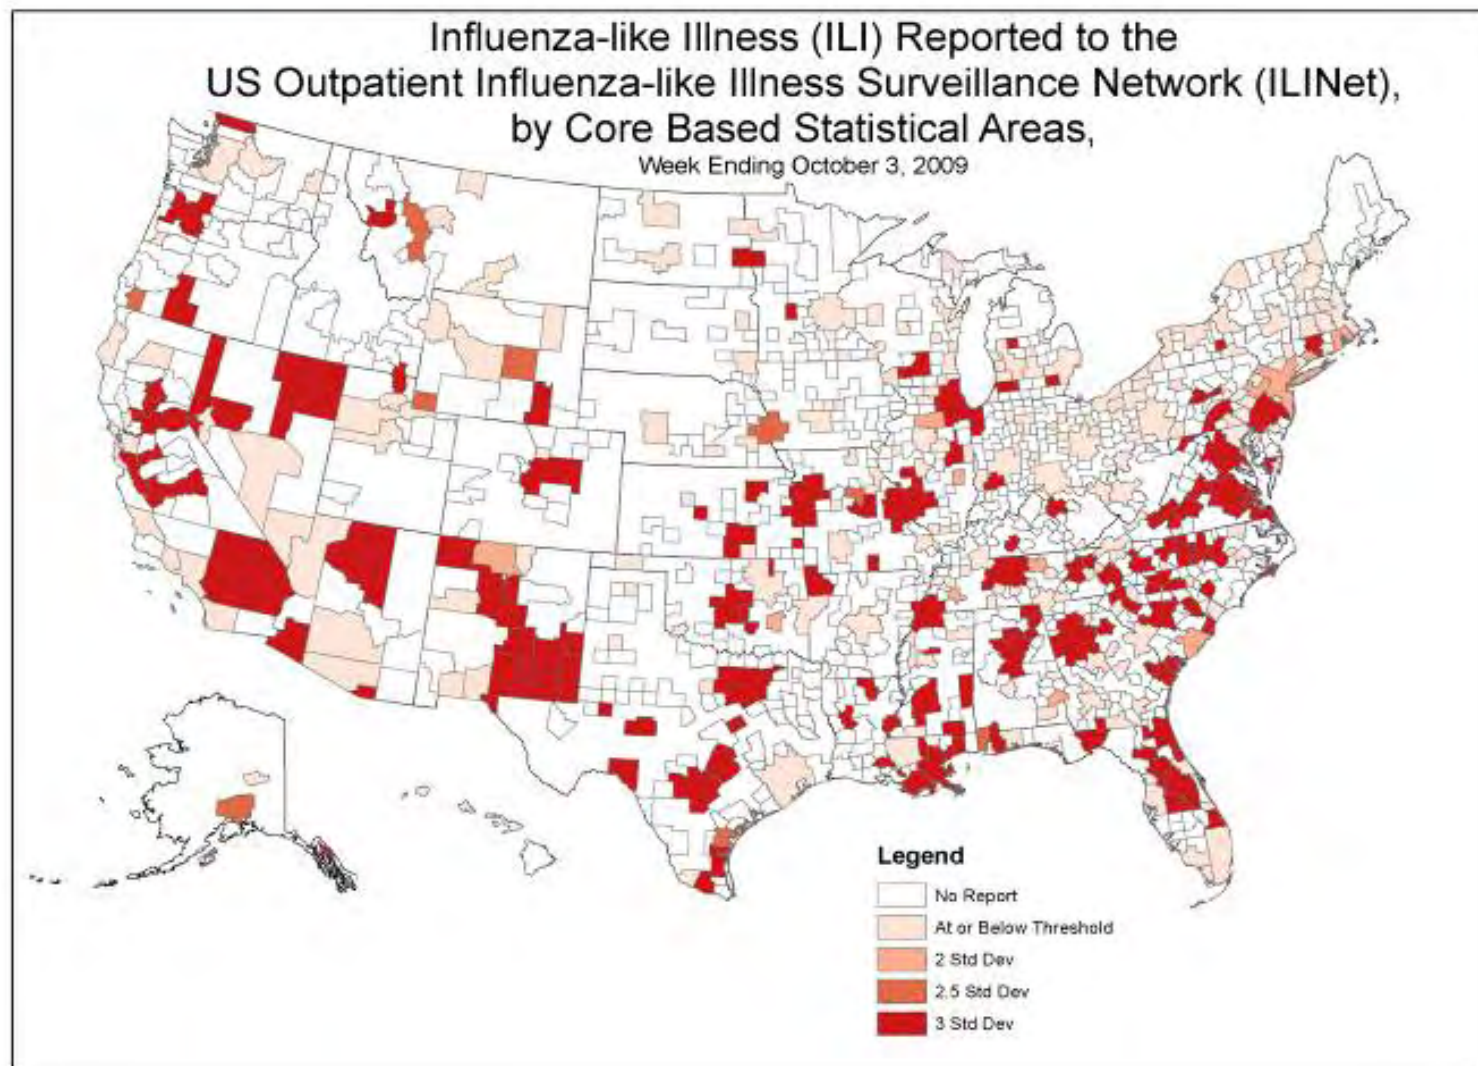 Influenza-like Illness (ILI) Reported to the
US Outpatient Influenza-like Illness Surveillance Network (ILINet),
by Core Based Statistical Areas,
Week Ending October 3, 2009
Legend
No Report
At or Below Threshold
2 Std Dev
2.5 Std Dev
3 Std Dev